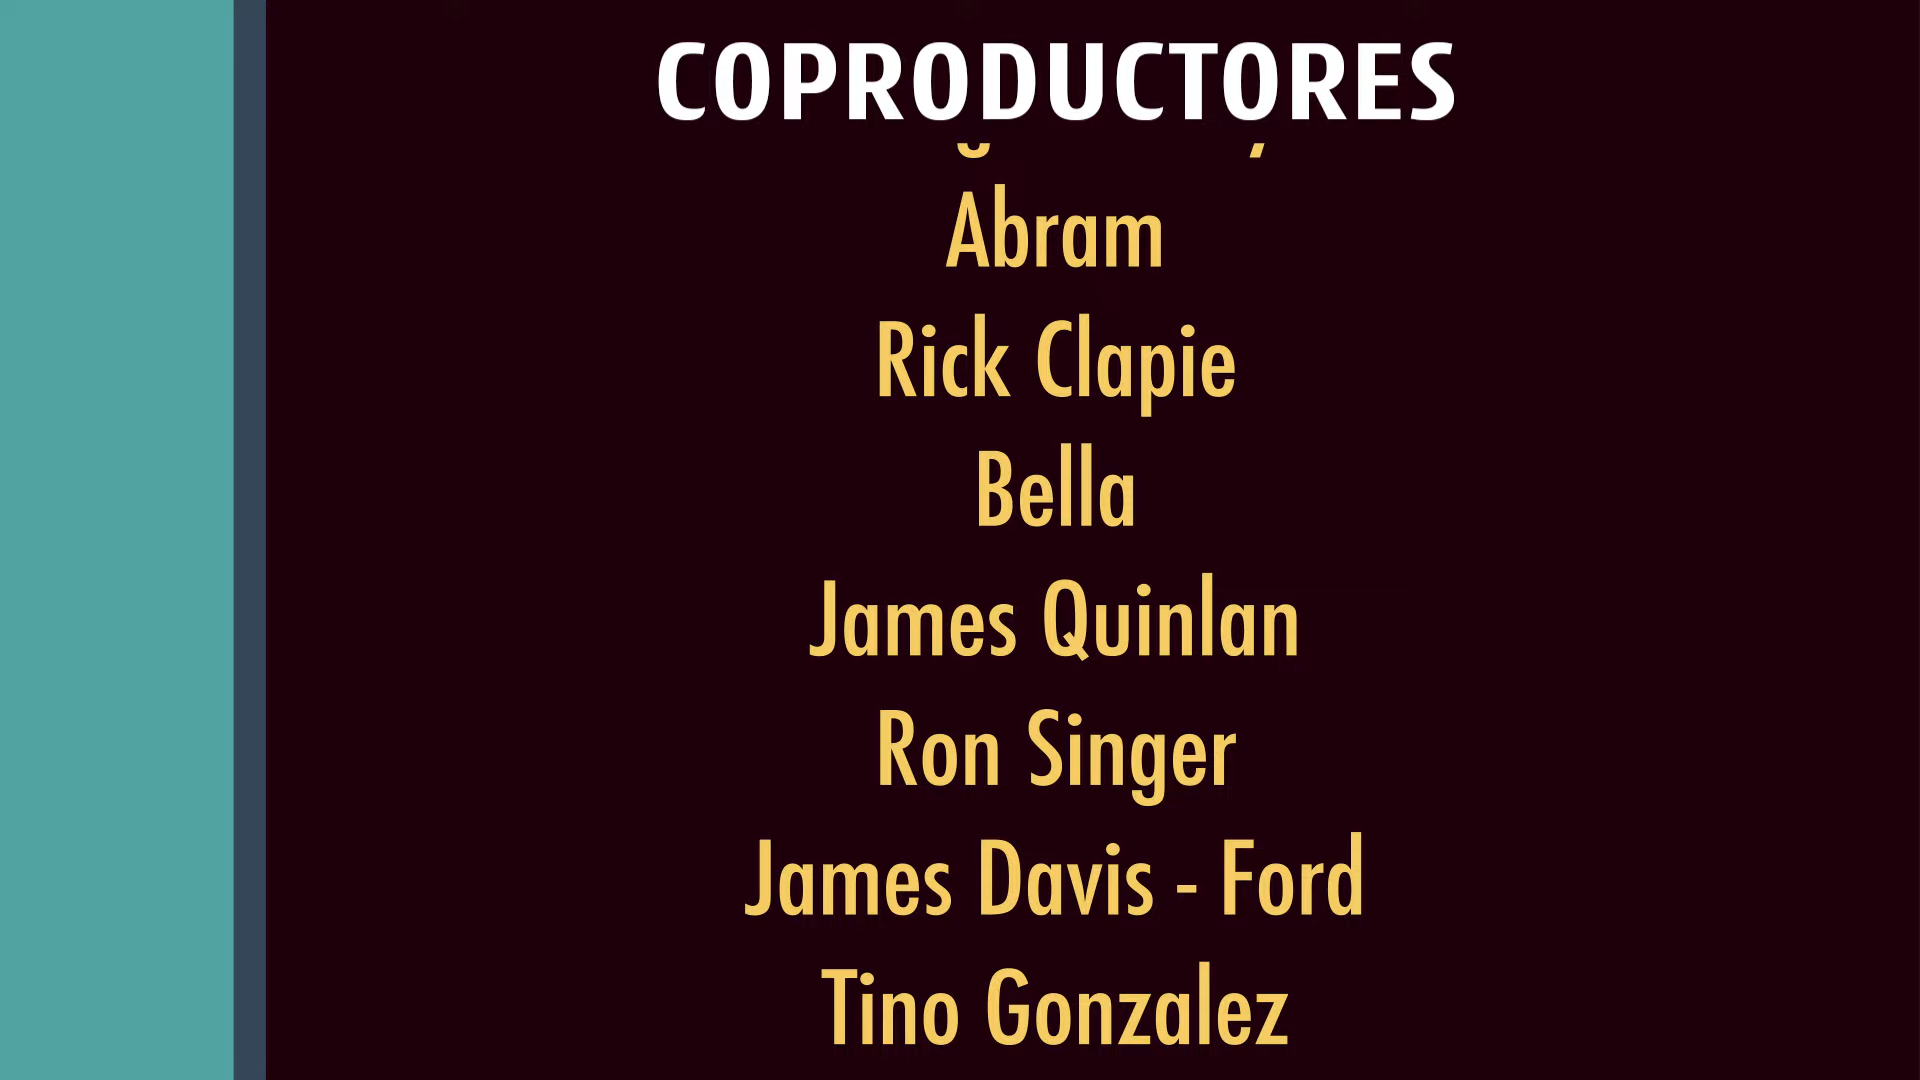 COPRODUCTORES
Abram
Rick Clapie
Bella
James Quinlan
Ron Singer
James Davis - Ford
Tino Gonzalez